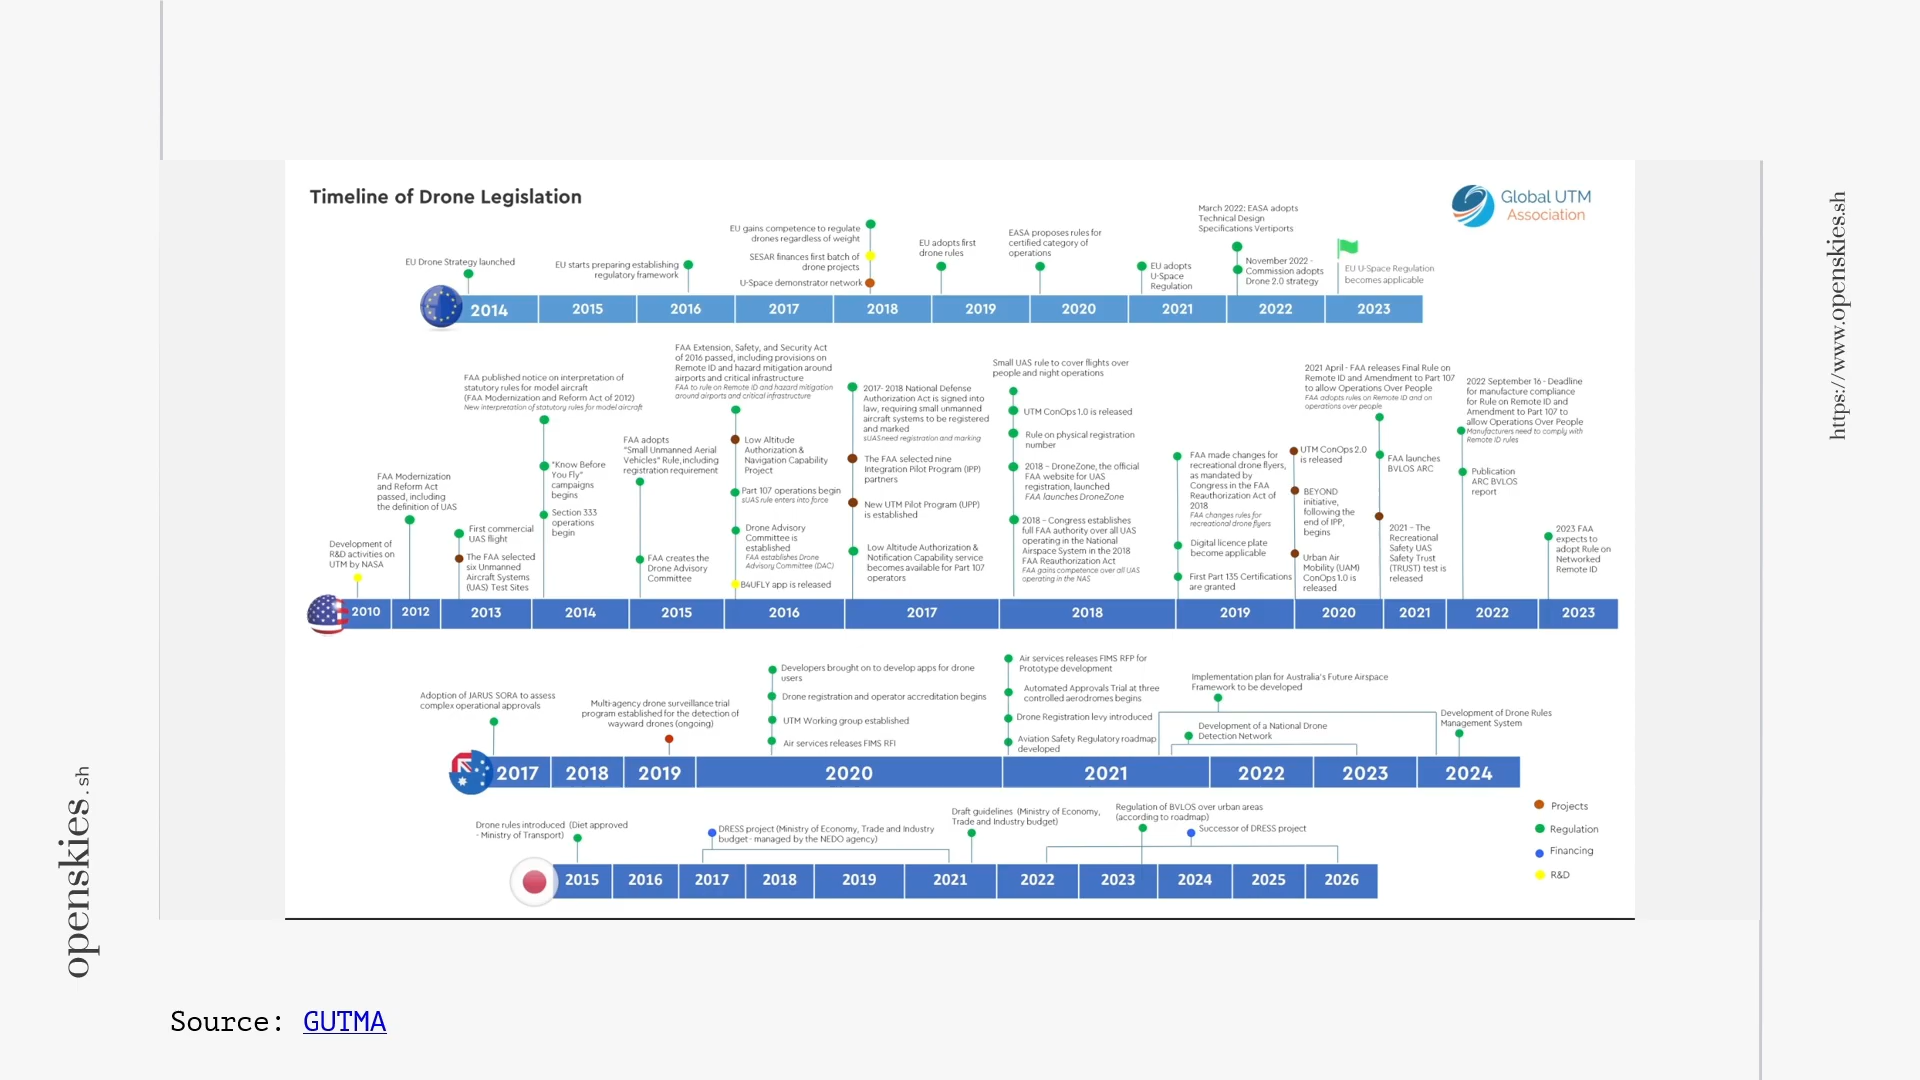 Timeline of Drone Legislation
Global UTM
Association
https://www.openskies.sh
openskies.sh
EU Drone Strategy launched
EU starts preparing establishing
regulatory framework
EU gains competence to regulate
drones regardless of weight
SESAR finances first batch of
drone projects
U-Space demonstrator network
EU adopts first
drone rules
EASA proposes rules for
certified category of
operations
EU adopts
U-Space
Regulation
March 2022: EASA adopts
Technical Design
Specifications Vertiports
November 2022 -
Commission adopts
Drone 2.0 strategy
EU U-Space Regulation
becomes applicable
2014 2015 2016 2017 2018 2019 2020 2021 2022 2023
Development of
R&D activities on
UTM by NASA
FAA Modernization
and Reform Act
passed, including
the definition of UAS
First commercial
UAS flight
The FAA selected
six Unmanned
Aircraft Systems
(UAS) Test Sites
FAA published notice on interpretation of
statutory rules for model aircraft
(FAA Modernization and Reform Act of 2012)
New interpretation of statutory rules for model aircraft
"Know Before
You Fly"
campaigns
begins
Section 333
operations
begin
FAA adopts
"Small Unmanned Aerial
Vehicles" Rule, including
registration requirement
FAA creates the
Drone Advisory
Committee
FAA Extension, Safety, and Security Act
of 2016 passed, including provisions on
Remote ID and hazard mitigation around
airports and critical infrastructure
FAA to rule on Remote ID and hazard mitigation
around airports and critical infrastructure
Low Altitude
Authorization &
Navigation Capability
Project
Part 107 operations begin
sUAS rule enters into force
Drone Advisory
Committee is
established
FAA establishes Drone
Advisory Committee (DAC)
B4UFLY app is released
2017- 2018 National Defense
Authorization Act is signed into
law, requiring small unmanned
aircraft systems to be registered
and marked
sUAS need registration and marking
The FAA selected nine
Integration Pilot Program (IPP)
partners
New UTM Pilot Program (UPP)
is established
Low Altitude Authorization &
Notification Capability service
becomes available for Part 107
operators
Small UAS rule to cover flights over
people and night operations
UTM ConOps 1.0 is released
Rule on physical registration
number
2018 – DroneZone, the official
FAA website for UAS
registration, launched
FAA launches DroneZone
2018 – Congress establishes
full FAA authority over all UAS
operating in the National
Airspace System in the 2018
FAA Reauthorization Act
FAA gains competence over all UAS
operating in the NAS
FAA made changes for
recreational drone flyers,
as mandated by
Congress in the FAA
Reauthorization Act of
2018
FAA changes rules for
recreational drone flyers
Digital licence plate
become applicable
First Part 135 Certifications
are granted
UTM ConOps 2.0
is released
BEYOND
initiative,
following the
end of IPP,
begins
Urban Air
Mobility (UAM)
ConOps 1.0 is
released
2021 April - FAA releases Final Rule on
Remote ID and Amendment to Part 107
to allow Operations Over People
FAA adopts rules on Remote ID and on
operations over people
FAA launches
BVLOS ARC
2021 – The
Recreational
Safety UAS
Safety Trust
(TRUST) test is
released
2022 September 16 - Deadline
for manufacture compliance
for Rule on Remote ID and
Amendment to Part 107 to
allow Operations Over People
Manufacturers need to comply with
Remote ID rules
Publication
ARC BVLOS
report
2023 FAA
expects to
adopt Rule on
Networked
Remote ID
2010 2012 2013 2014 2015 2016 2017 2018 2019 2020 2021 2022 2023
Adoption of JARUS SORA to assess
complex operational approvals
Multi-agency drone surveillance trial
program established for the detection of
wayward drones (ongoing)
Developers brought on to develop apps for drone
users
Drone registration and operator accreditation begins
UTM Working group established
Air services releases FIMS RFI
Air services releases FIMS RFP for
Prototype development
Automated Approvals Trial at three
controlled aerodromes begins
Drone Registration levy introduced
Aviation Safety Regulatory roadmap
developed
Implementation plan for Australia's Future Airspace
Framework to be developed
Development of a National Drone
Detection Network
Development of Drone Rules
Management System
2017 2018 2019 2020 2021 2022 2023 2024
Drone rules introduced (Diet approved
- Ministry of Transport)
DRESS project (Ministry of Economy, Trade and Industry
budget - managed by the NEDO agency)
Draft guidelines (Ministry of Economy,
Trade and Industry budget)
Regulation of BVLOS over urban areas
(according to roadmap)
Successor of DRESS project
2015 2016 2017 2018 2019 2021 2022 2023 2024 2025 2026
Projects
Regulation
Financing
R&D
Source: GUTMA